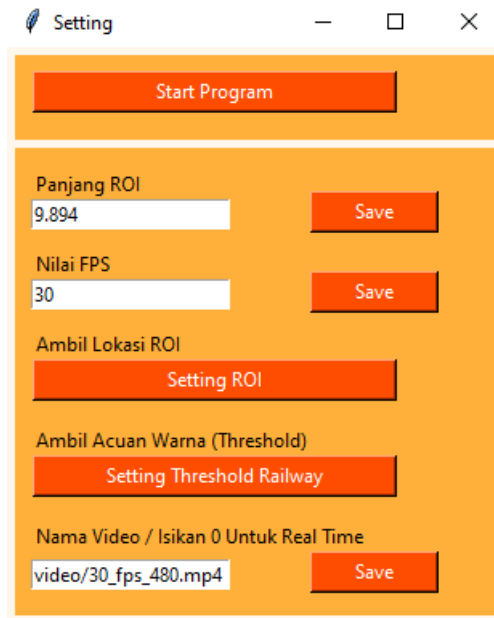 Setting
Start Program
Panjang ROI
9.894
Save
Nilai FPS
30
Save
Ambil Lokasi ROI
Setting ROI
Ambil Acuan Warna (Threshold)
Setting Threshold Railway
Nama Video / Isikan 0 Untuk Real Time
video/30_fps_480.mp4
Save